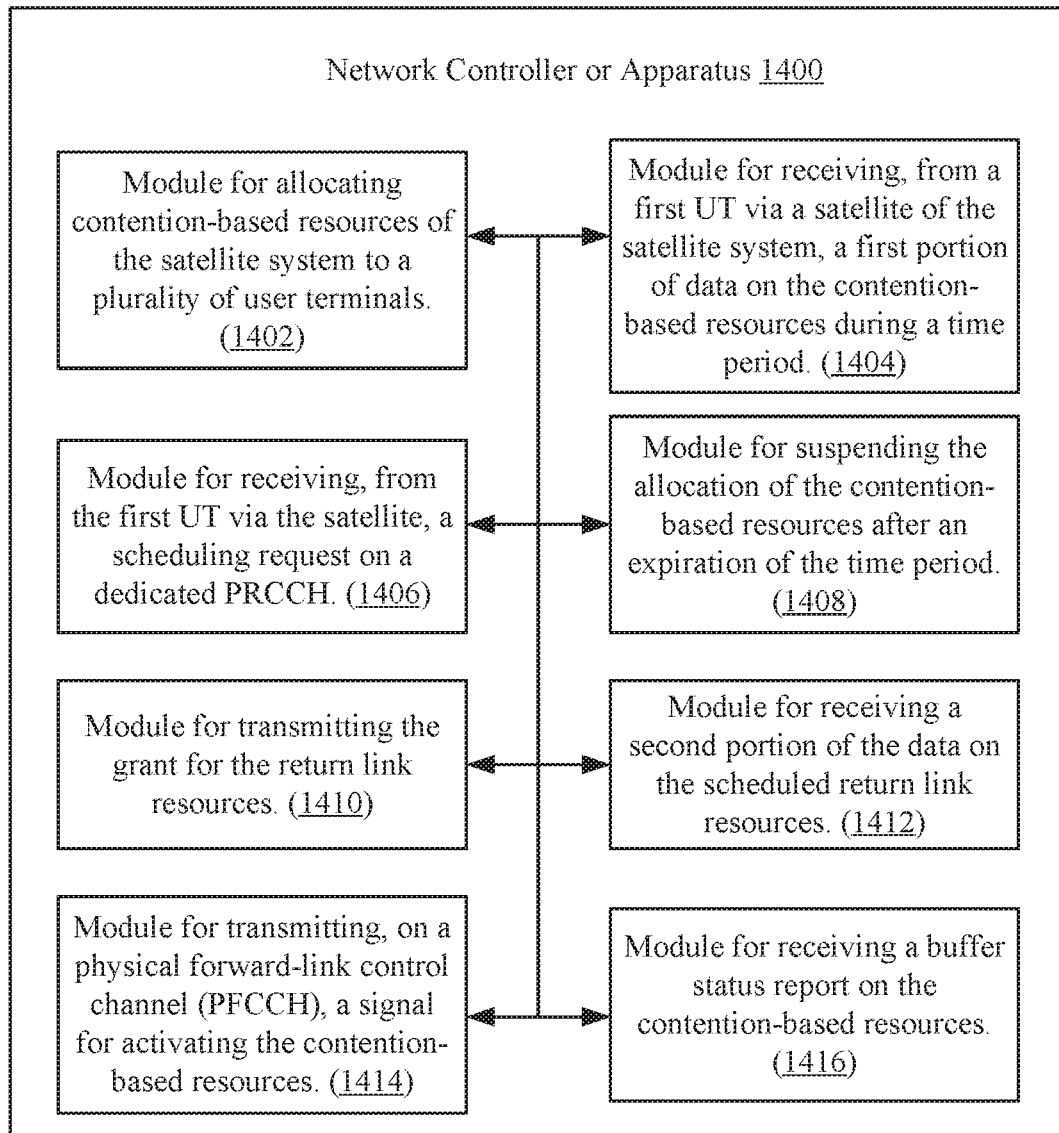 Network Controller or Apparatus 1400
Module for allocating
contention-based resources of
the satellite system to a
plurality of user terminals.
(1402)
Module for receiving, from a
first UT via a satellite of the
satellite system, a first portion
of data on the contention-
based resources during a time
period. (1404)
Module for receiving, from
the first UT via the satellite, a
scheduling request on a
dedicated PRCCH. (1406)
Module for suspending the
allocation of the contention-
based resources after an
expiration of the time period.
(1408)
Module for transmitting the
grant for the return link
resources. (1410)
Module for receiving a
second portion of the data on
the scheduled return link
resources. (1412)
Module for transmitting, on a
physical forward-link control
channel (PFCCH), a signal
for activating the contention-
based resources. (1414)
Module for receiving a buffer
status report on the
contention-based resources.
(1416)